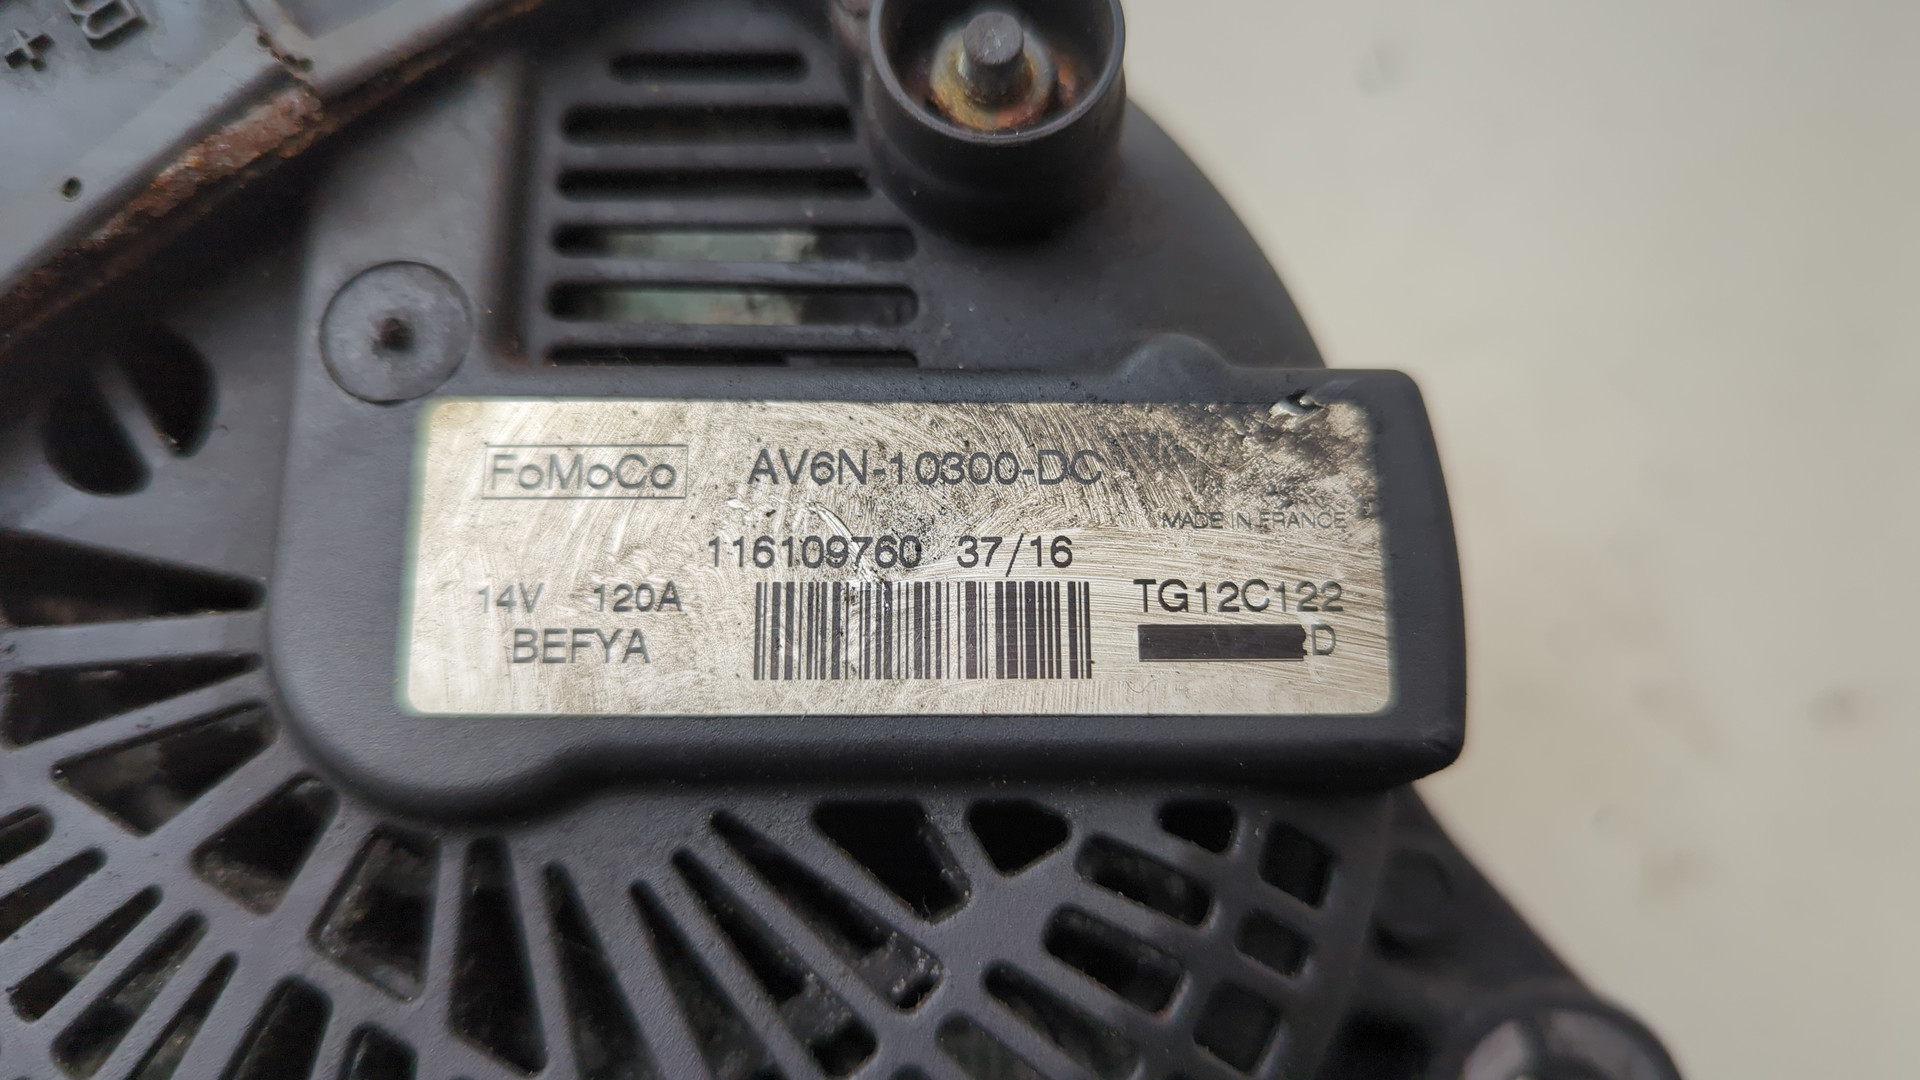 B+
FoMoCo AV6N-10300-DC
MADE IN FRANCE
116109760 37/16
14V 120A TG12C122
BEFYA D